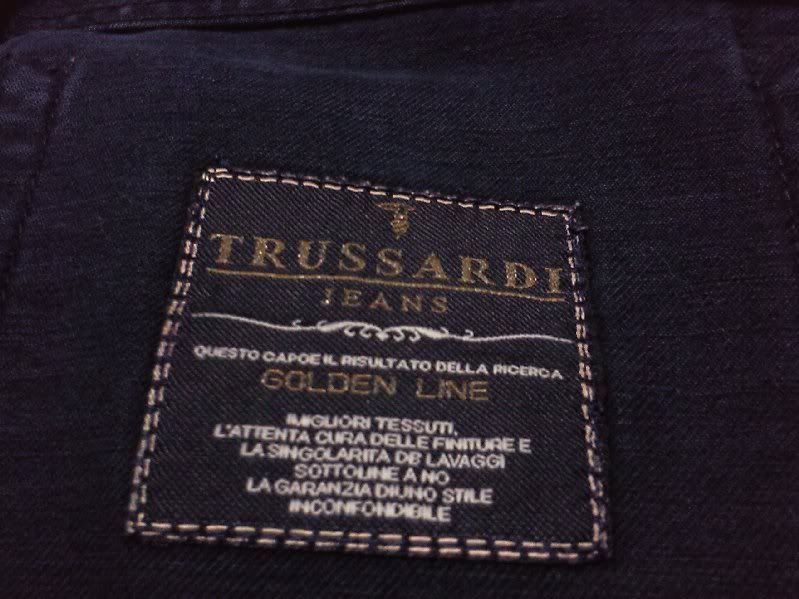 TRUSSARDI
JEANS
QUESTO CAPOE IL RISULTATO DELLA RICERCA
GOLDEN LINE
IMIGLIORI TESSUTI,
L'ATTENTA CURA DELLE FINITURE E
LA SINGOLARITA DE' LAVAGGI
SOTTOLINE A NO
LA GARANZIA DIUNO STILE
INCONFONDIBILE